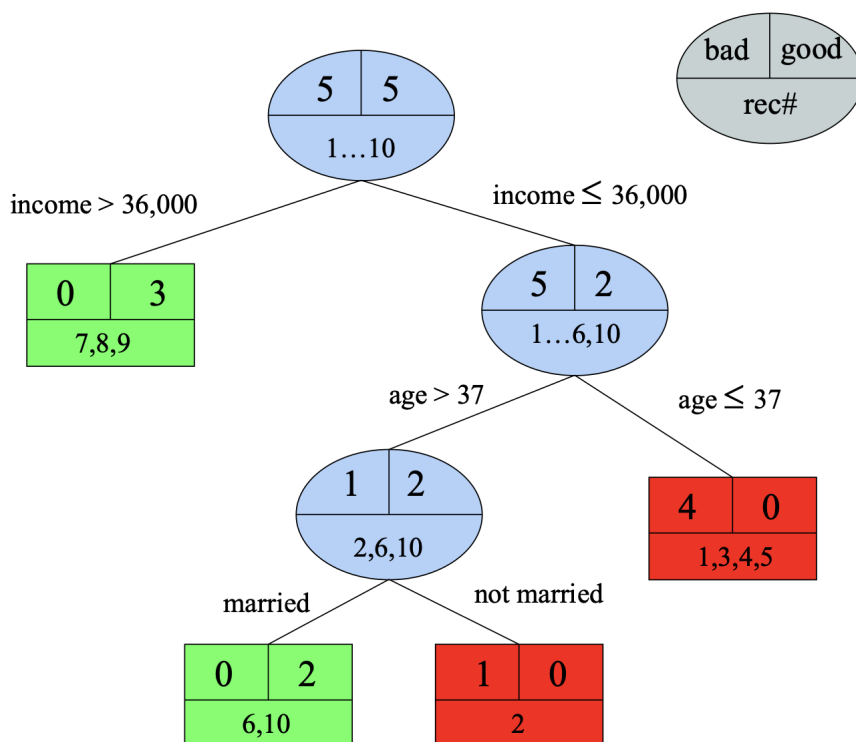 bad good
rec#
5 5
1…10
income > 36,000
income ≤ 36,000
0 3
7,8,9
5 2
1…6,10
age > 37
age ≤ 37
1 2
2,6,10
4 0
1,3,4,5
married
not married
0 2
6,10
1 0
2